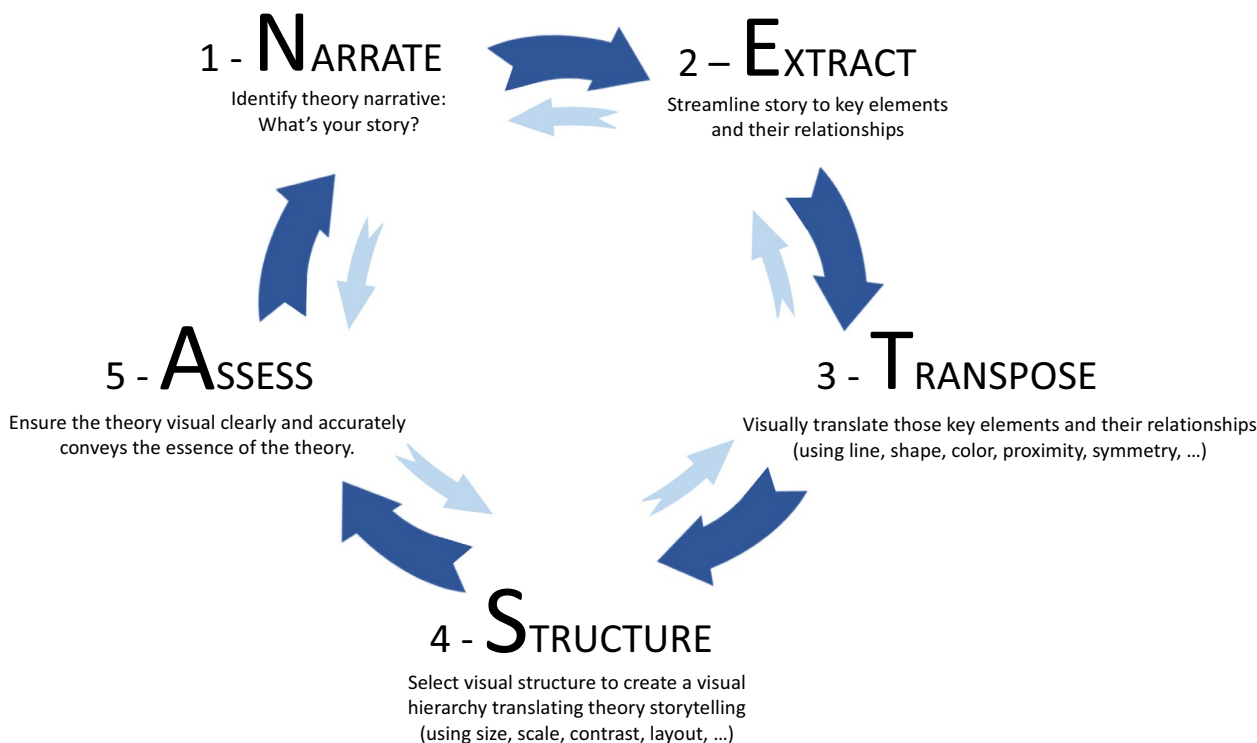 1 - NARRATE
Identify theory narrative:
What’s your story?
2 – EXTRACT
Streamline story to key elements
and their relationships
3 - TRANSPOSE
Visually translate those key elements and their relationships
(using line, shape, color, proximity, symmetry, …)
4 - STRUCTURE
Select visual structure to create a visual
hierarchy translating theory storytelling
(using size, scale, contrast, layout, …)
5 - ASSESS
Ensure the theory visual clearly and accurately
conveys the essence of the theory.